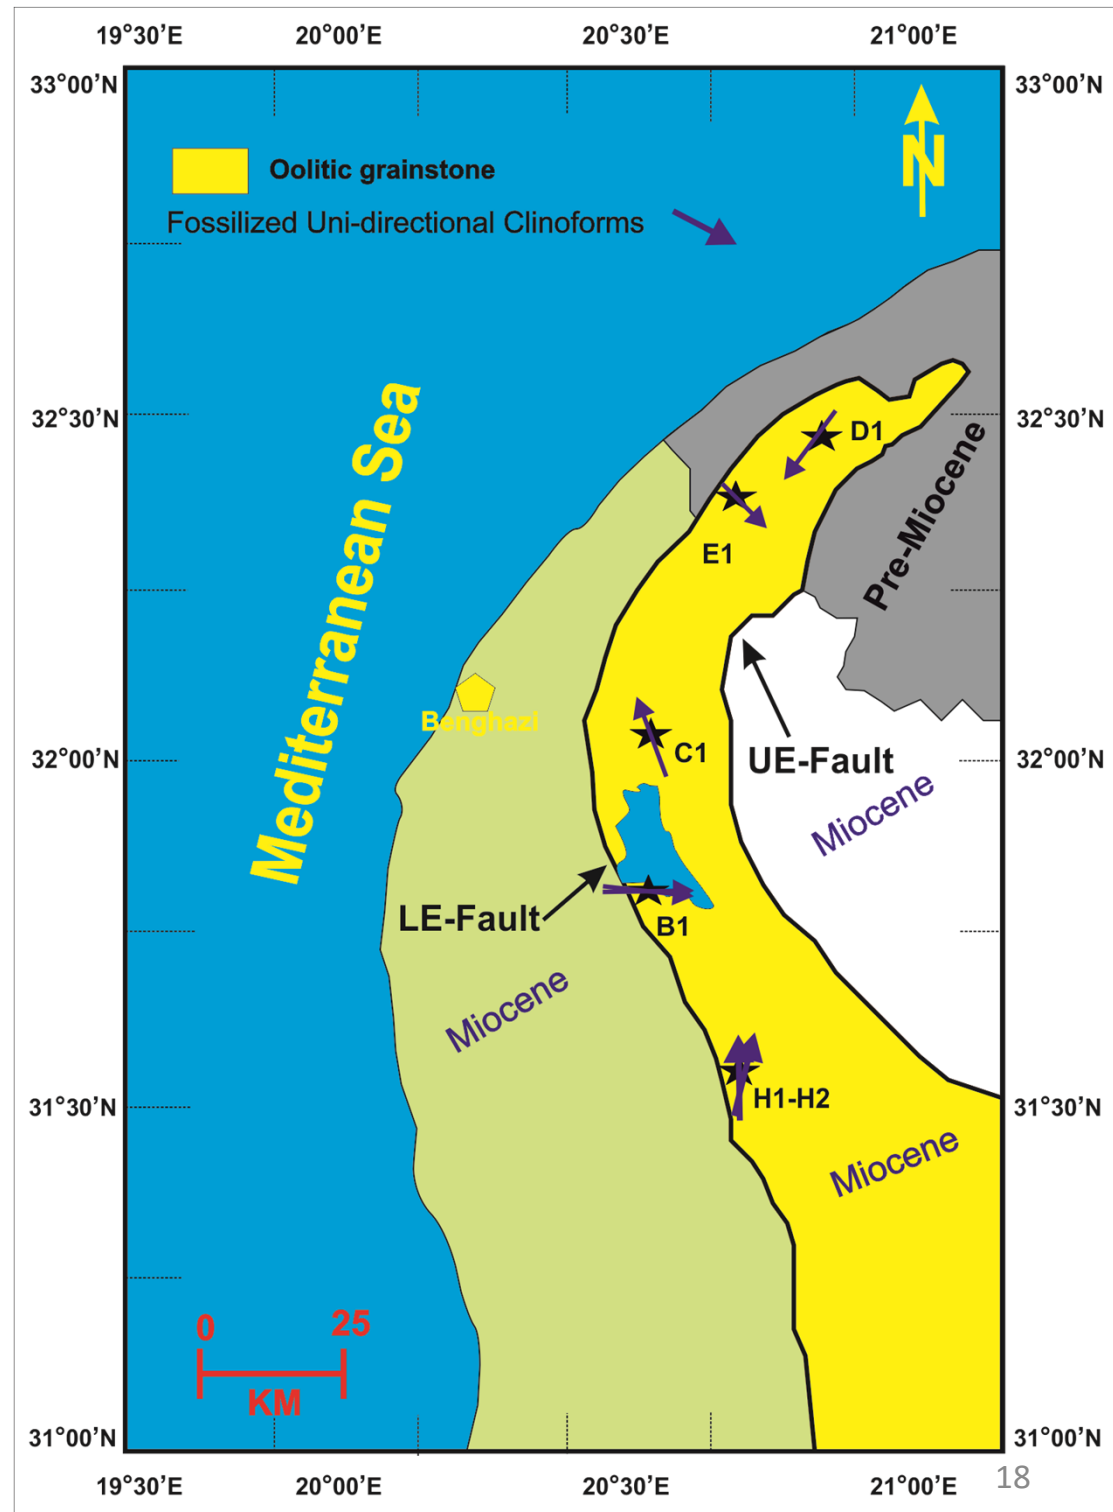 19°30'E 20°00'E 20°30'E 21°00'E
33°00'N 33°00'N
N
Oolitic grainstone
Fossilized Uni-directional Clinoforms
32°30'N 32°30'N
D1
E1
Pre-Miocene
Mediterranean Sea
Benghazi
C1
UE-Fault
32°00'N 32°00'N
Miocene
LE-Fault
B1
Miocene
H1-H2
31°30'N 31°30'N
Miocene
0 25
KM
31°00'N 31°00'N
19°30'E 20°00'E 20°30'E 21°00'E
18